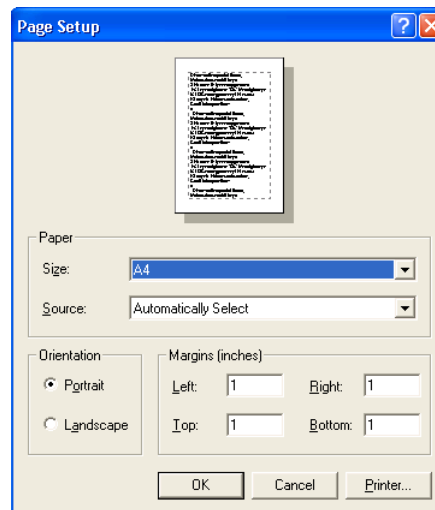 Page Setup
Paper
Size: A4
Source: Automatically Select
Orientation
Portrait
Landscape
Margins (inches)
Left: 1 Right: 1
Top: 1 Bottom: 1
OK Cancel Printer...